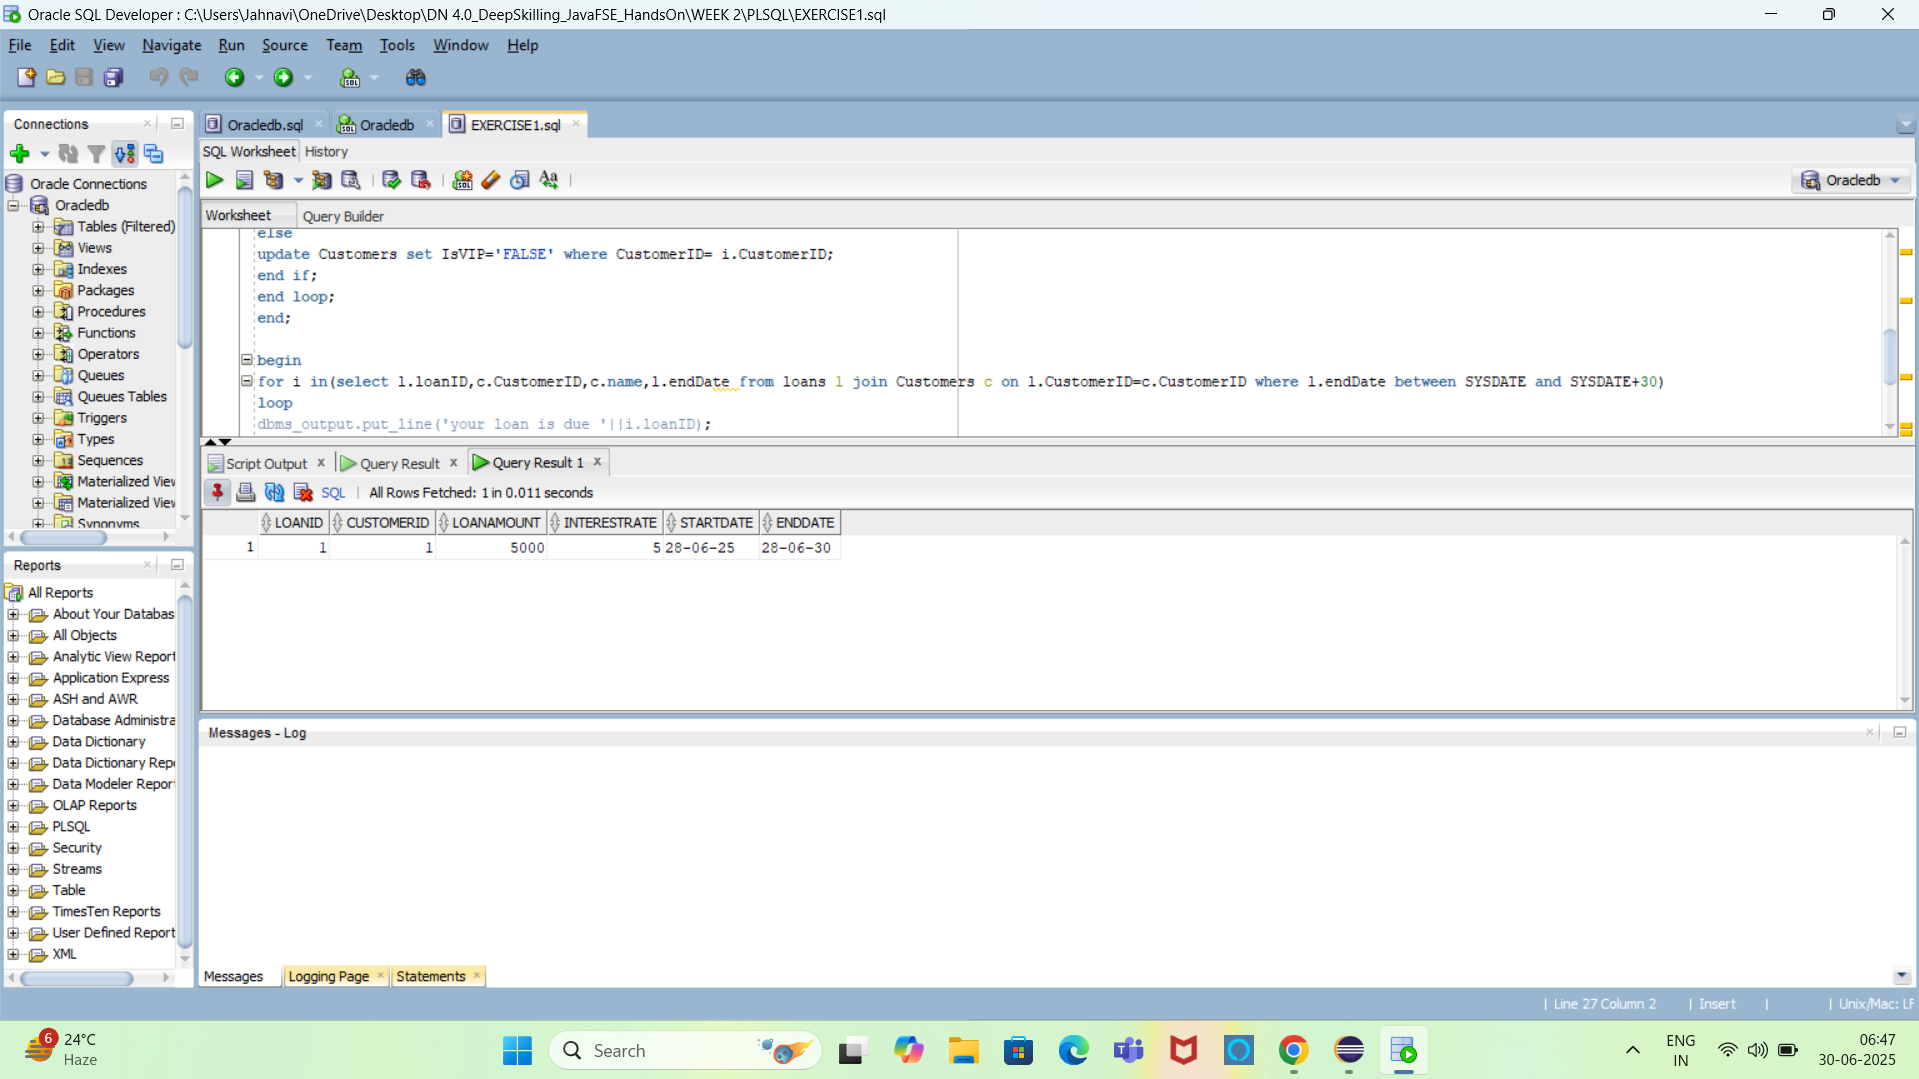 Oracle SQL Developer : C:\Users\Jahnavi\OneDrive\Desktop\DN 4.0_DeepSkilling_JavaFSE_HandsOn\WEEK 2\PLSQL\EXERCISE1.sql
File Edit View Navigate Run Source Team Tools Window Help
Connections
Oracledb.sql
Oracledb
EXERCISE1.sql
SQL Worksheet History
Oracledb
Worksheet Query Builder
Oracle Connections
Oracledb
Tables (Filtered)
Views
Indexes
Packages
Procedures
Functions
Operators
Queues
Queues Tables
Triggers
Types
Sequences
Materialized View
Materialized View
Synonyms
else
update Customers set IsVIP='FALSE' where CustomerID= i.CustomerID;
end if;
end loop;
end;
begin
for i in(select l.loanID,c.CustomerID,c.name,l.endDate from loans l join Customers c on l.CustomerID=c.CustomerID where l.endDate between SYSDATE and SYSDATE+30)
loop
dbms_output.put_line('your loan is due '||i.loanID);
Script Output Query Result Query Result 1
SQL All Rows Fetched: 1 in 0.011 seconds
LOANID CUSTOMERID LOANAMOUNT INTERESTRATE STARTDATE ENDDATE
1 1 1 5000 5 28-06-25 28-06-30
Reports
All Reports
About Your Databas
All Objects
Analytic View Report
Application Express
ASH and AWR
Database Administra
Data Dictionary
Data Dictionary Rep
Data Modeler Report
OLAP Reports
PLSQL
Security
Streams
Table
TimesTen Reports
User Defined Report
XML
Messages - Log
Messages Logging Page Statements
Line 27 Column 2 | Insert | Unix/Mac: LF
6
24°C
Haze
Search
ENG
IN
06:47
30-06-2025